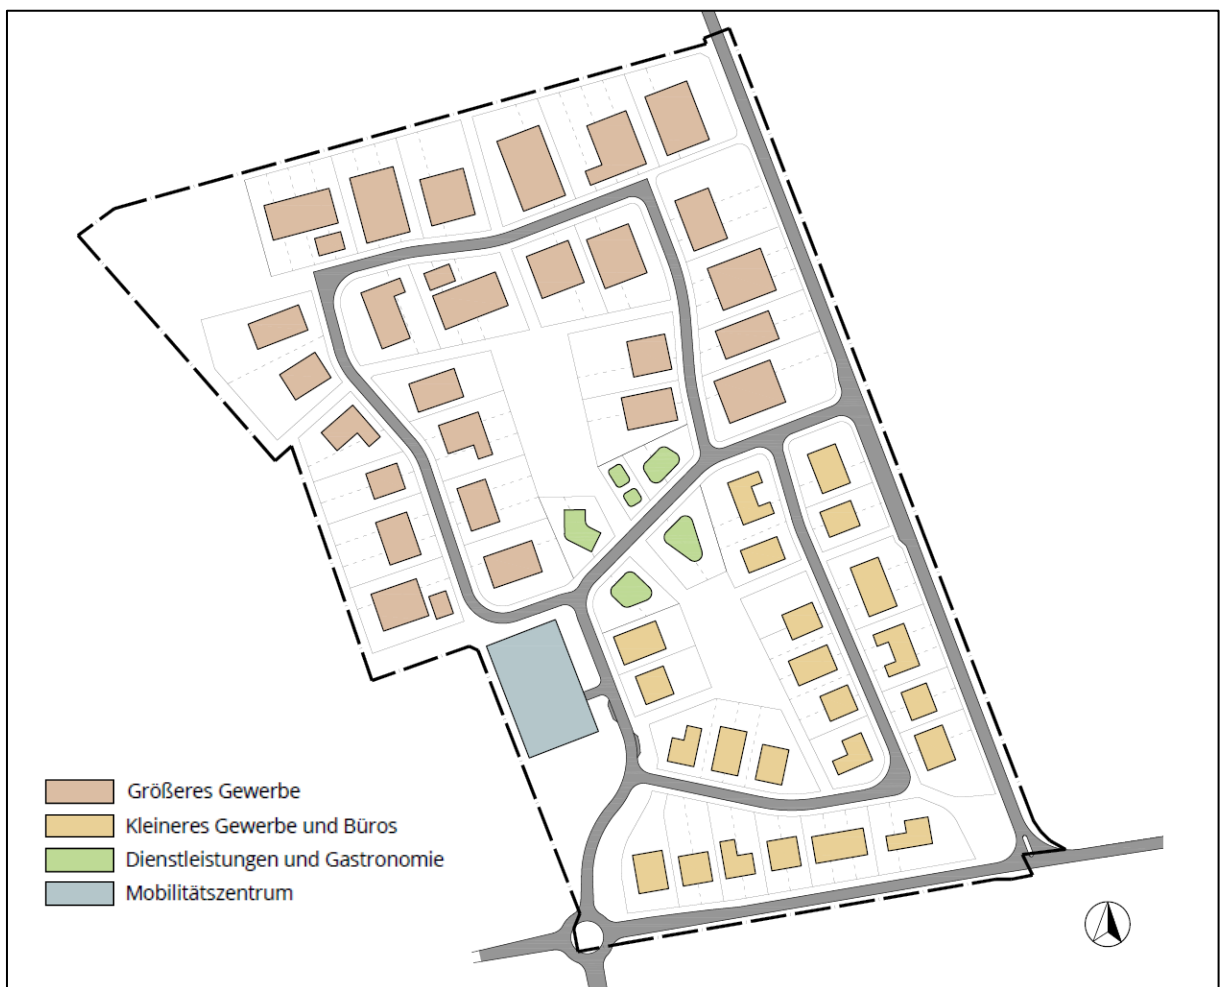 Größeres Gewerbe
Kleineres Gewerbe und Büros
Dienstleistungen und Gastronomie
Mobilitätszentrum